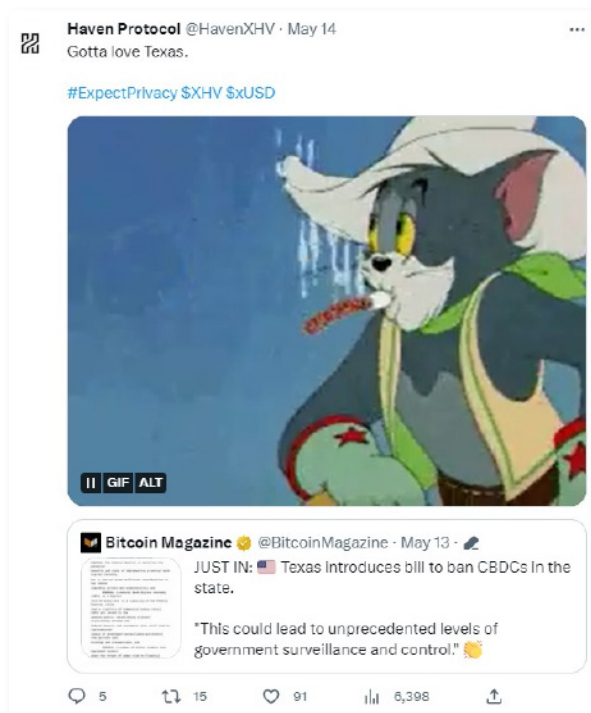 Haven Protocol @HavenXHV · May 14
Gotta love Texas.
#ExpectPrivacy $XHV $xUSD
GIF ALT
Bitcoin Magazine @BitcoinMagazine · May 13 ·
JUST IN: 🇺🇸 Texas introduces bill to ban CBDCs in the
state.
"This could lead to unprecedented levels of
government surveillance and control." 👏
5 15 91 6,398